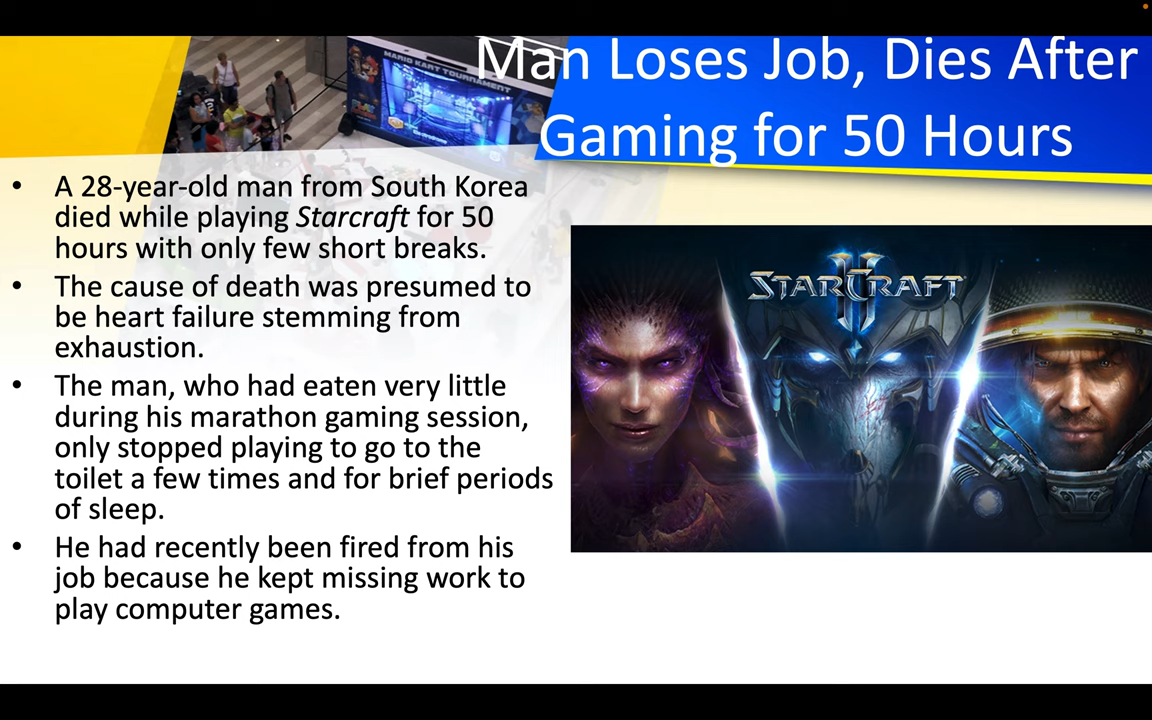 MARIO KART TOURNAMENT
Man Loses Job, Dies After
Gaming for 50 Hours
• A 28-year-old man from South Korea
died while playing Starcraft for 50
hours with only few short breaks.
• The cause of death was presumed to
be heart failure stemming from
exhaustion.
• The man, who had eaten very little
during his marathon gaming session,
only stopped playing to go to the
toilet a few times and for brief periods
of sleep.
• He had recently been fired from his
job because he kept missing work to
play computer games.
STARCRAFT
II